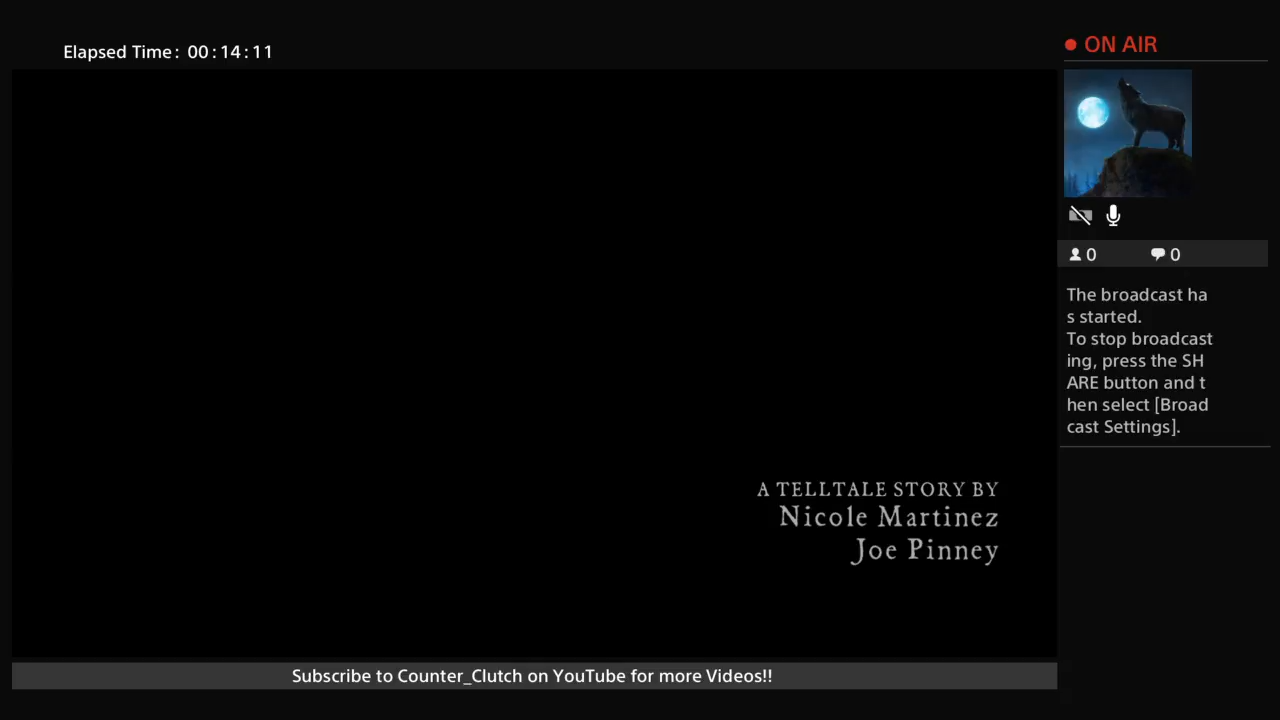 Elapsed Time: 00:14:11
ON AIR
0 0
The broadcast ha
s started.
To stop broadcast
ing, press the SH
ARE button and t
hen select [Broad
cast Settings].
A TELLTALE STORY BY
Nicole Martinez
Joe Pinney
Subscribe to Counter_Clutch on YouTube for more Videos!!